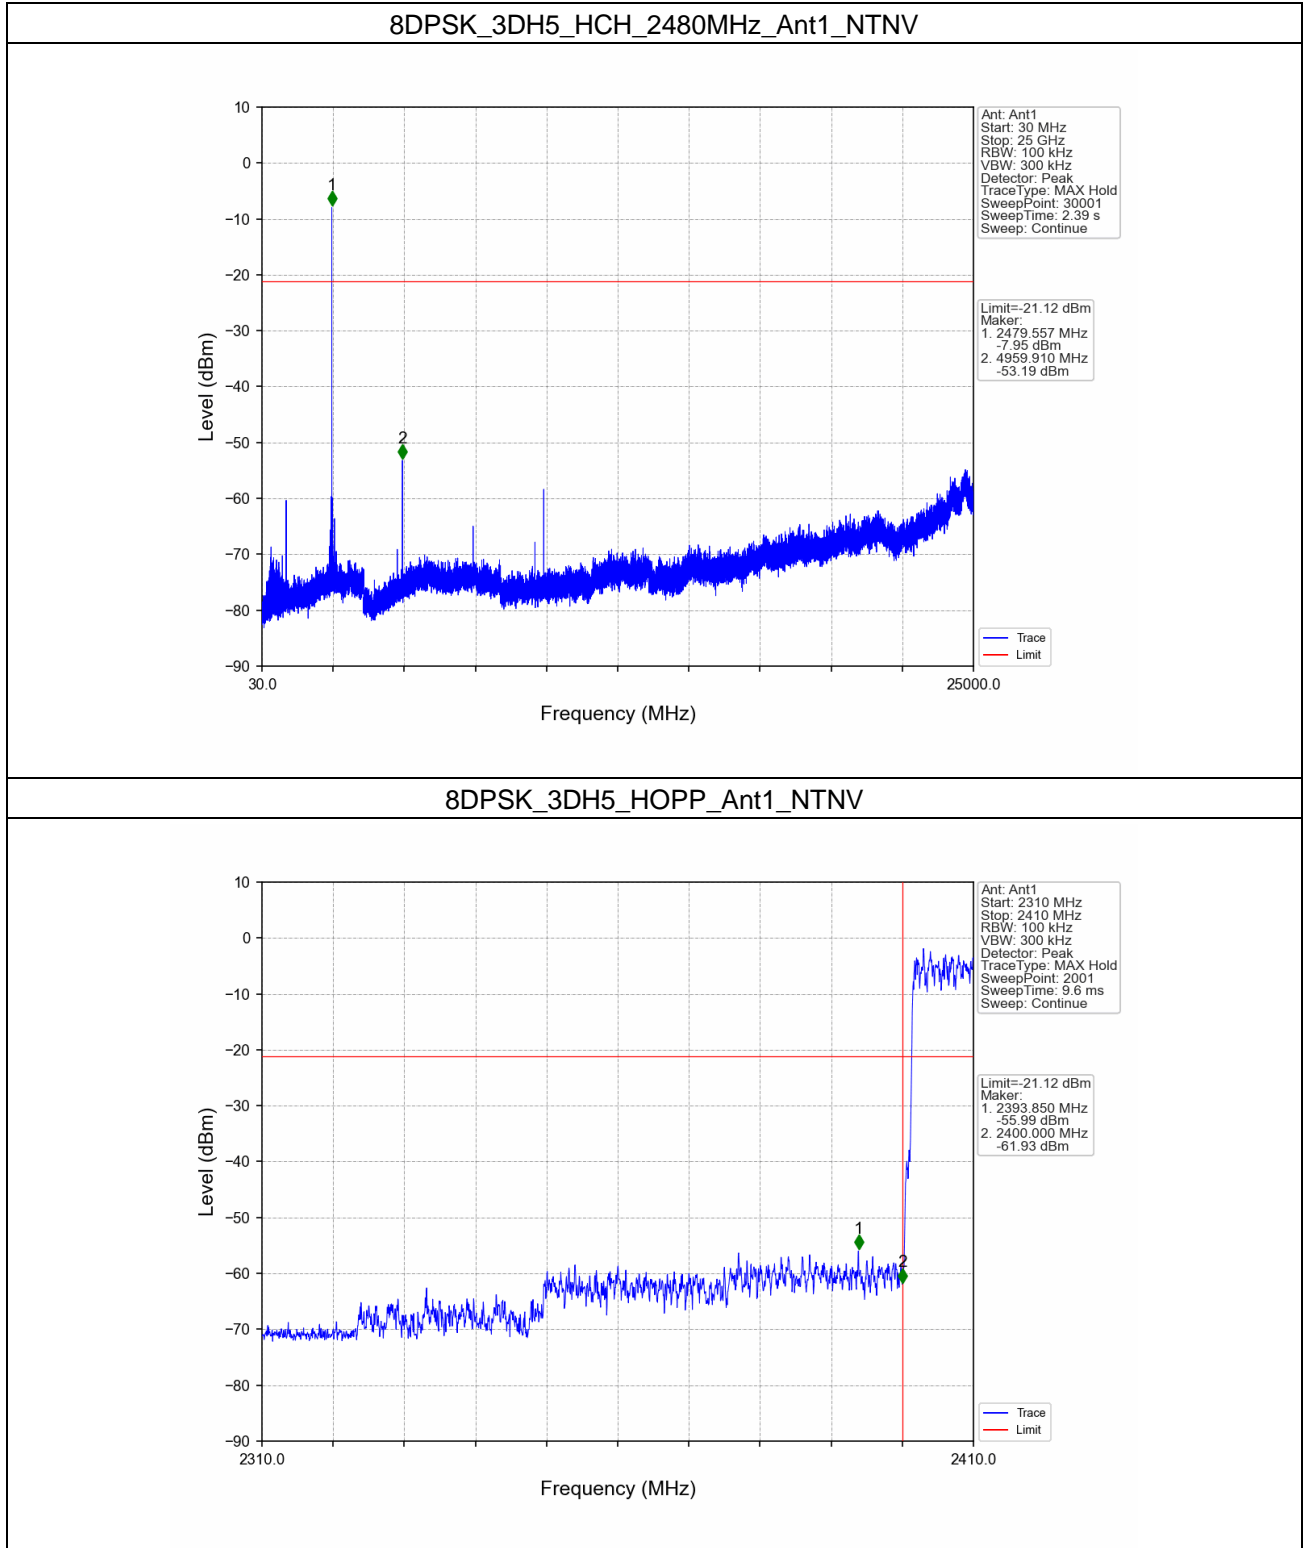 8DPSK_3DH5_HCH_2480MHz_Ant1_NTNV
10
0
−10
−20
−30
−40
−50
−60
−70
−80
−90
Level (dBm)
1
2
30.0
25000.0
Frequency (MHz)
Ant: Ant1
Start: 30 MHz
Stop: 25 GHz
RBW: 100 kHz
VBW: 300 kHz
Detector: Peak
TraceType: MAX Hold
SweepPoint: 30001
SweepTime: 2.39 s
Sweep: Continue
Limit=-21.12 dBm
Maker:
1. 2479.557 MHz
-7.95 dBm
2. 4959.910 MHz
-53.19 dBm
Trace
Limit
8DPSK_3DH5_HOPP_Ant1_NTNV
10
0
−10
−20
−30
−40
−50
−60
−70
−80
−90
Level (dBm)
1
2
2310.0
2410.0
Frequency (MHz)
Ant: Ant1
Start: 2310 MHz
Stop: 2410 MHz
RBW: 100 kHz
VBW: 300 kHz
Detector: Peak
TraceType: MAX Hold
SweepPoint: 2001
SweepTime: 9.6 ms
Sweep: Continue
Limit=-21.12 dBm
Maker:
1. 2393.850 MHz
-55.99 dBm
2. 2400.000 MHz
-61.93 dBm
Trace
Limit